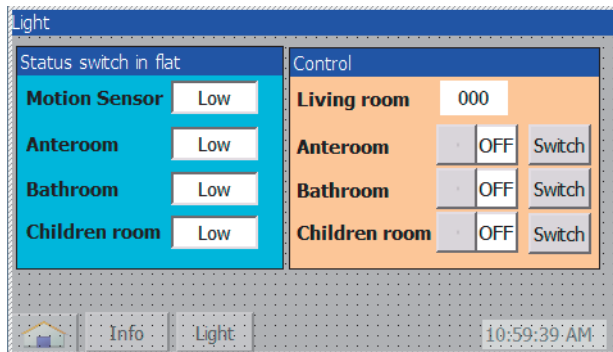 Light
Status switch in flat
Motion Sensor Low
Anteroom Low
Bathroom Low
Children room Low
Control
Living room 000
Anteroom OFF Switch
Bathroom OFF Switch
Children room OFF Switch
Info Light 10:59:39 AM